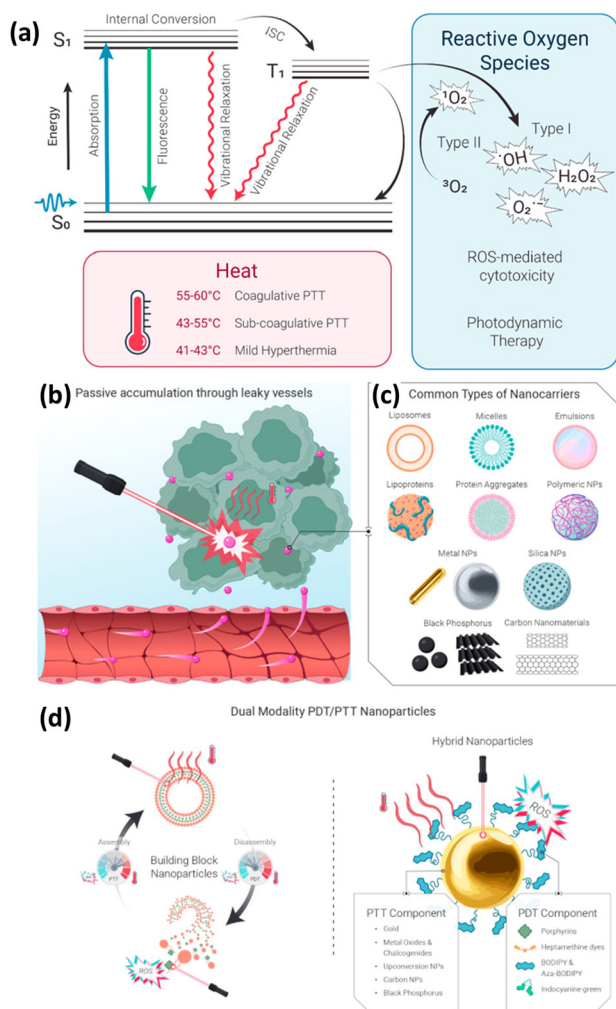 (a)
Internal Conversion
S₁
ISC
T₁
Energy
Absorption
Fluorescence
Vibrational Relaxation
Vibrational Relaxation
S₀
Reactive Oxygen
Species
¹O₂
Type II
Type I
·OH
H₂O₂
³O₂
O₂·⁻
ROS-mediated
cytotoxicity
Photodynamic
Therapy
Heat
55-60°C Coagulative PTT
43-55°C Sub-coagulative PTT
41-43°C Mild Hyperthermia
(b)
Passive accumulation through leaky vessels
(c)
Common Types of Nanocarriers
Liposomes
Micelles
Emulsions
Lipoproteins
Protein Aggregates
Polymeric NPs
Metal NPs
Silica NPs
Black Phosphorus
Carbon Nanomaterials
(d)
Dual Modality PDT/PTT Nanoparticles
Assembly
PTT
Building Block
Nanoparticles
Disassembly
PDT
ROS
Hybrid Nanoparticles
ROS
PTT Component
• Gold
• Metal Oxides &
Chalcogenides
• Upconversion NPs
• Carbon NPs
• Black Phosphorus
PDT Component
Porphyrins
Heptamethine dyes
BODIPY &
Aza-BODIPY
Indocyanine green